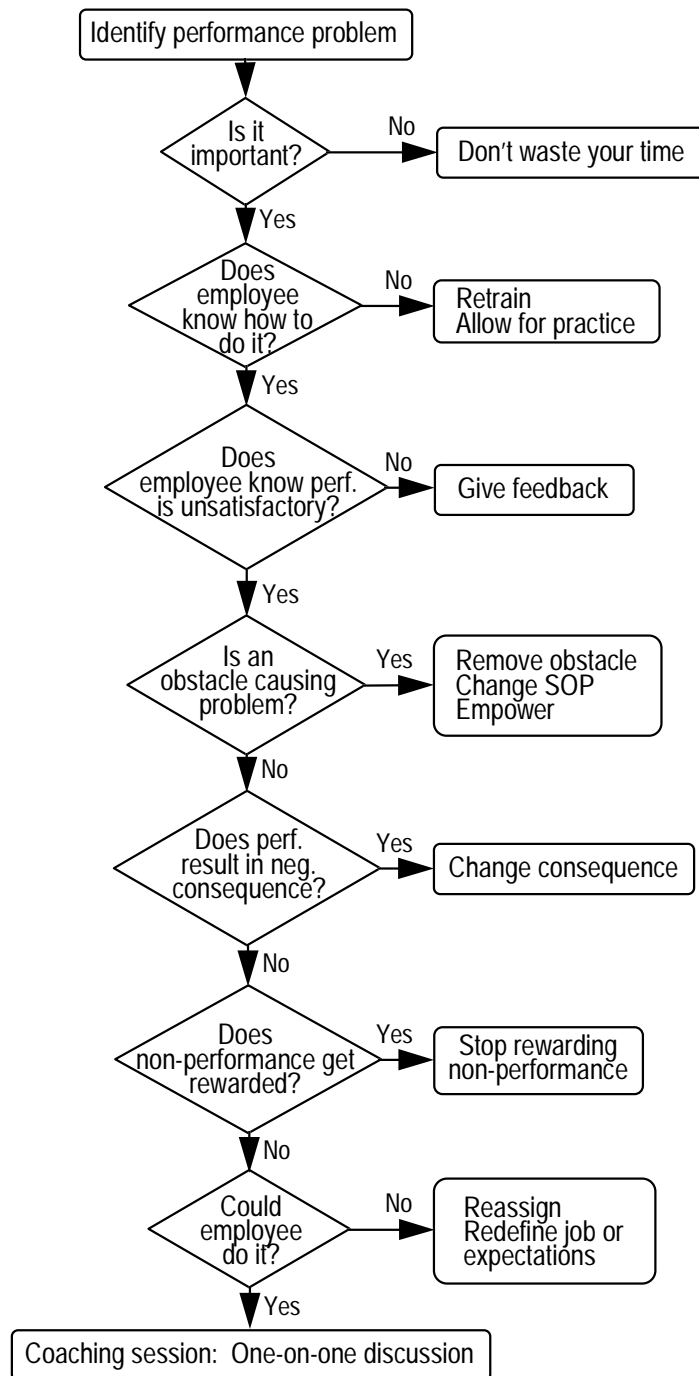 Identify performance problem
Is it
important?
No
Don't waste your time
Yes
Does
employee
know how to
do it?
No
Retrain
Allow for practice
Yes
Does
employee know perf.
is unsatisfactory?
No
Give feedback
Yes
Is an
obstacle causing
problem?
Yes
Remove obstacle
Change SOP
Empower
No
Does perf.
result in neg.
consequence?
Yes
Change consequence
No
Does
non-performance get
rewarded?
Yes
Stop rewarding
non-performance
No
Could
employee
do it?
No
Reassign
Redefine job or
expectations
Yes
Coaching session:  One-on-one discussion